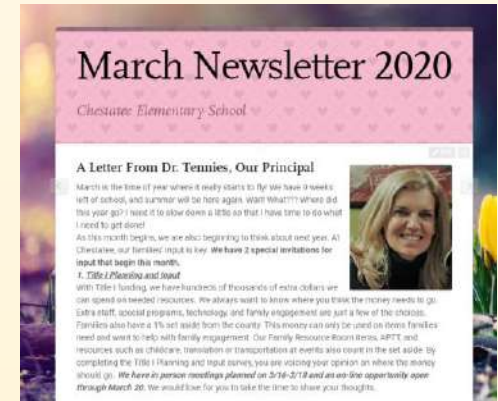 March Newsletter 2020
Chestatee Elementary School
A Letter From Dr. Tennies, Our Principal
March is the time of year where it really starts to fly! We have 9 weeks
left of school, and summer will be here again. Wait! What??? Where did
this year go? I need it to slow down a little so that I have time to do what
I need to get done!
As this month begins, we are also beginning to think about next year. At
Chestatee, our families' input is key. We have 2 special invitations for
input that begin this month.
1. Title I Planning and Input
With Title I funding, we have hundreds of thousands of extra dollars we
can spend on needed resources. We always want to know where you think the money needs to go.
Extra staff, special programs, technology, and family engagement are just a few of the choices.
Families also have a 1% set aside from the county. This money can only be used on items families
need and want to help with family engagement. Our Family Resource Room items, APTT, and
resources such as childcare, translation or transportation at events also count in the set aside. By
completing the Title I Planning and Input survey, you are voicing your opinion on where this money
should go. We have in person meetings planned on 3/16-3/18 and an on-line opportunity open
through March 20. We would love for you to take the time to share your thoughts.